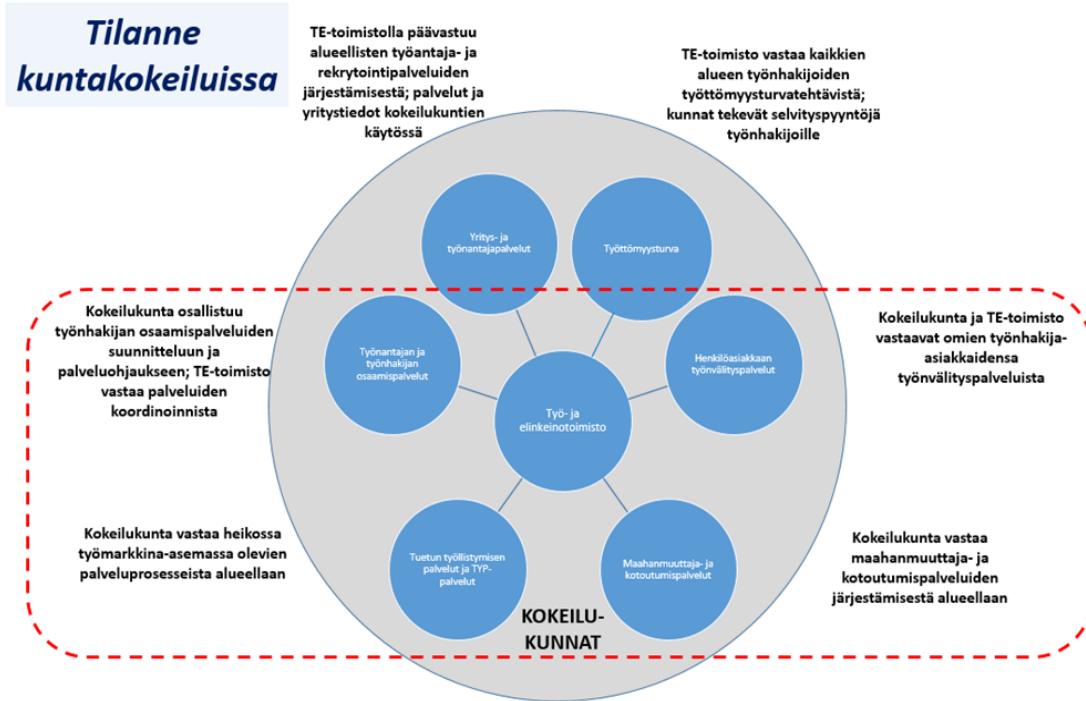 Tilanne
kuntakokeiluissa
TE-toimistolla päävastuu
alueellisten työantaja- ja
rekrytointipalveluiden
järjestämisestä; palvelut ja
yritystiedot kokeilukuntien
käytössä
TE-toimisto vastaa kaikkien
alueen työnhakijoiden
työttömyysturvatehtävistä;
kunnat tekevät selvityspyyntöjä
työnhakijoille
Yritys- ja
työnantajapalvelut
Työttömyysturva
Kokeilukunta osallistuu
työnhakijan osaamispalveluiden
suunnitteluun ja
palveluohjaukseen; TE-toimisto
vastaa palveluiden
koordinoinnista
Työnantajan ja
työnhakijan
osaamispalvelut
Henkilöasiakkaan
työnvälityspalvelut
Kokeilukunta ja TE-toimisto
vastaavat omien työnhakija-
asiakkaidensa
työnvälityspalveluista
Työ- ja
elinkeinotoimisto
Kokeilukunta vastaa heikossa
työmarkkina-asemassa olevien
palveluprosesseista alueellaan
Tuetun työllistymisen
palvelut ja TYP-
palvelut
Maahanmuuttaja- ja
kotoutumispalvelut
Kokeilukunta vastaa
maahanmuuttaja- ja
kotoutumispalveluiden
järjestämisestä alueellaan
KOKEILU-
KUNNAT